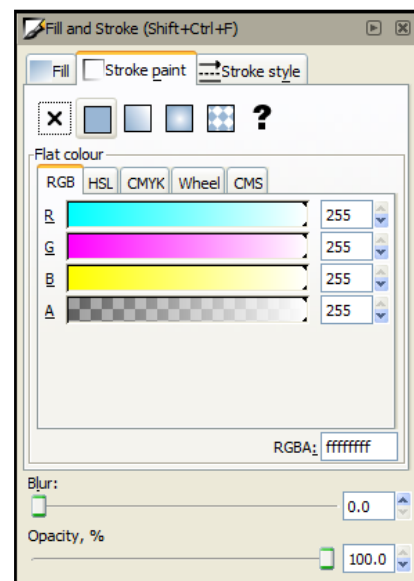 Fill and Stroke (Shift+Ctrl+F)
Fill Stroke paint Stroke style
?
Flat colour
RGB HSL CMYK Wheel CMS
R 255
G 255
B 255
A 255
RGBA: ffffffff
Blur:
0.0
Opacity, %
100.0